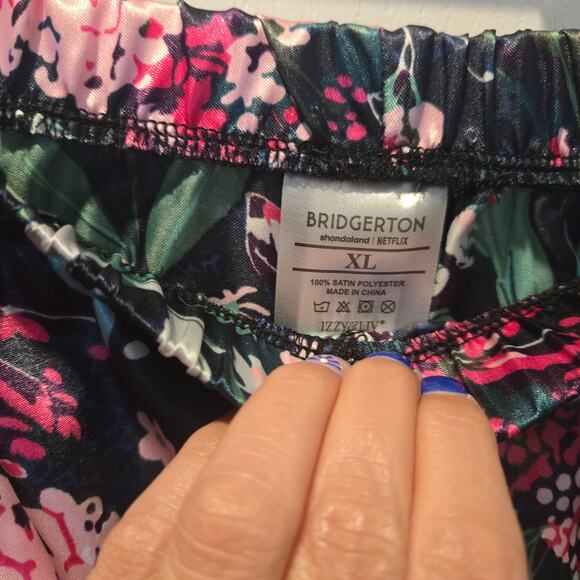 BRIDGERTON
shondaland | NETFLIX
XL
100% SATIN POLYESTER
MADE IN CHINA
IZZY & LIV®